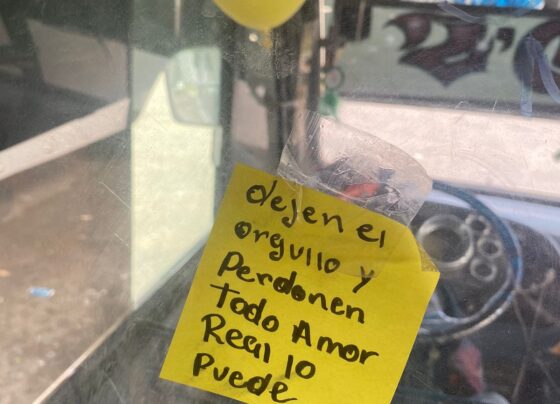 dejen el
orgullo y
Perdonen
Todo Amor
Real lo
Puede